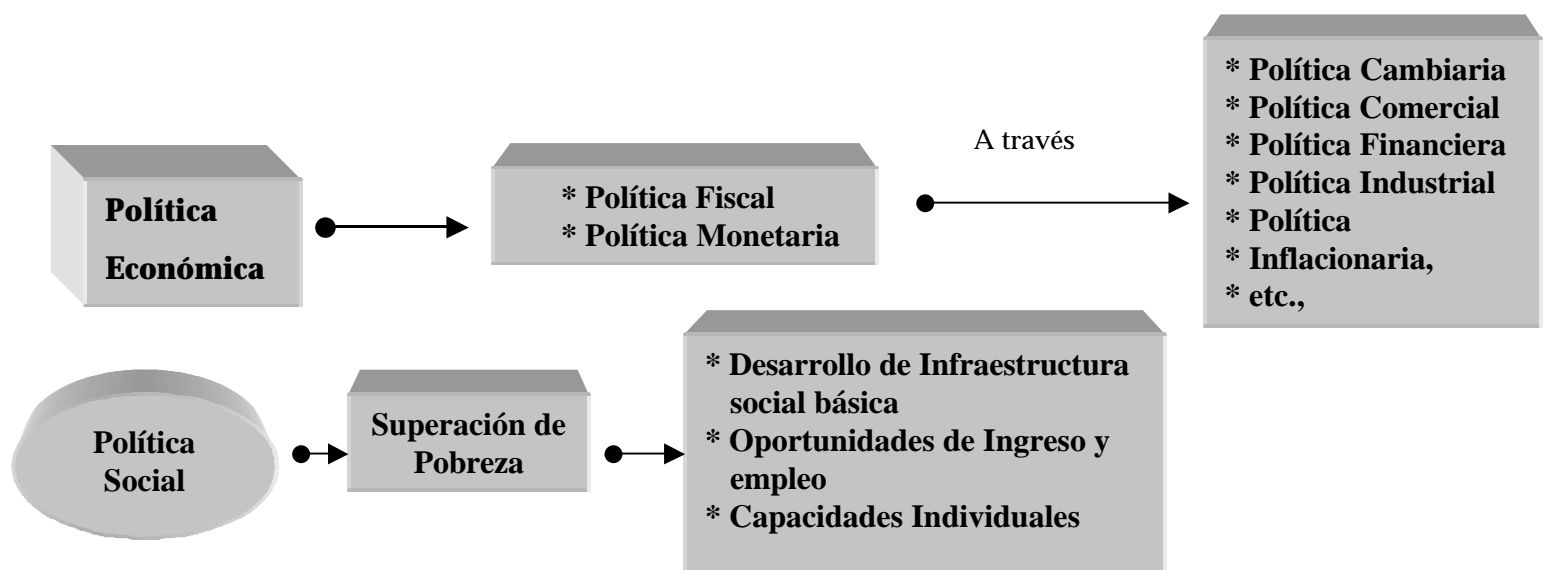 Política
Económica
* Política Fiscal
* Política Monetaria
A través
* Política Cambiaria
* Política Comercial
* Política Financiera
* Política Industrial
* Política
* Inflacionaria,
* etc.,
Política
Social
Superación de
Pobreza
* Desarrollo de Infraestructura
social básica
* Oportunidades de Ingreso y
empleo
* Capacidades Individuales